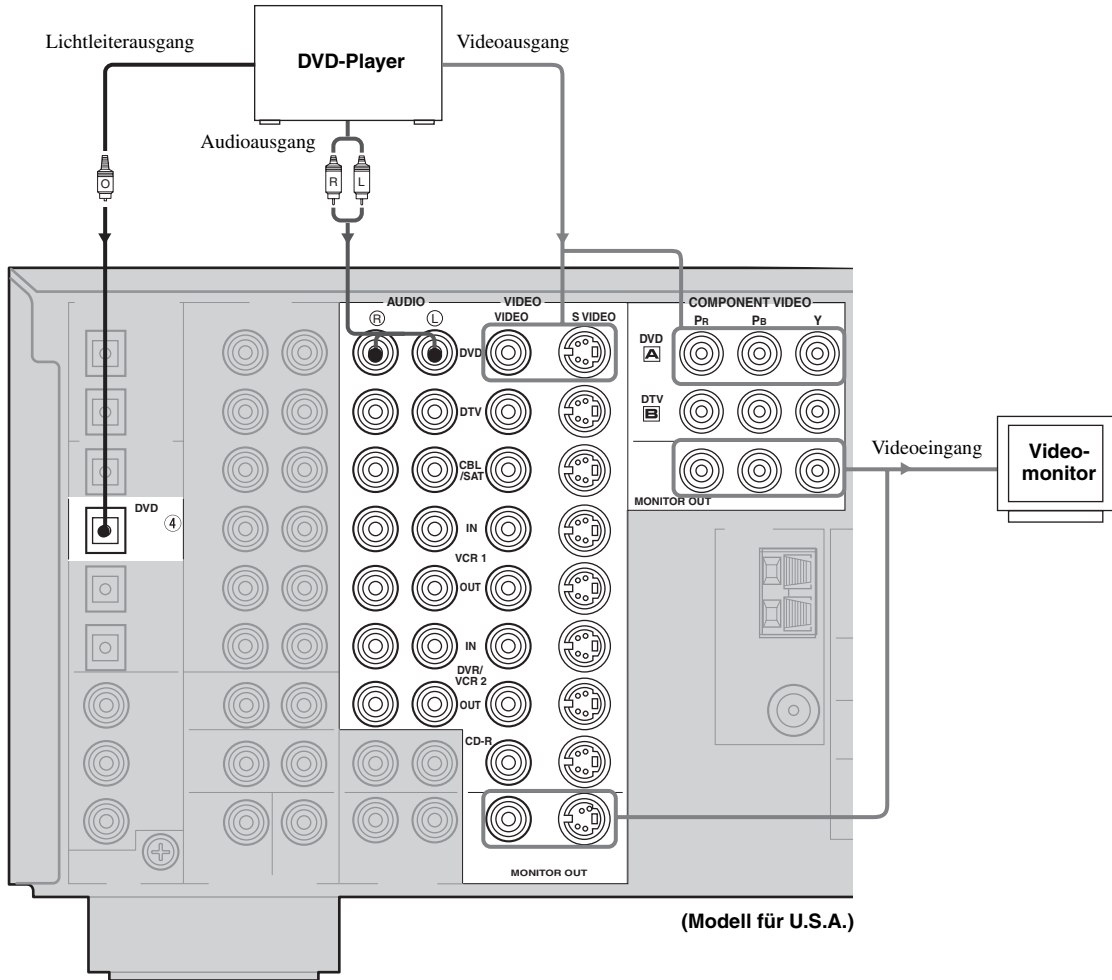 Lichtleiterausgang
DVD-Player
Videoausgang
Audioausgang
O
R L
AUDIO
R L
VIDEO
VIDEO S VIDEO
COMPONENT VIDEO
PR PB Y
DVD
DVD
A
DTV
DTV
B
CBL
/SAT
MONITOR OUT
Videoeingang
Video-
monitor
DVD
4
IN
VCR 1
OUT
IN
DVR/
VCR 2
OUT
CD-R
MONITOR OUT
(Modell für U.S.A.)